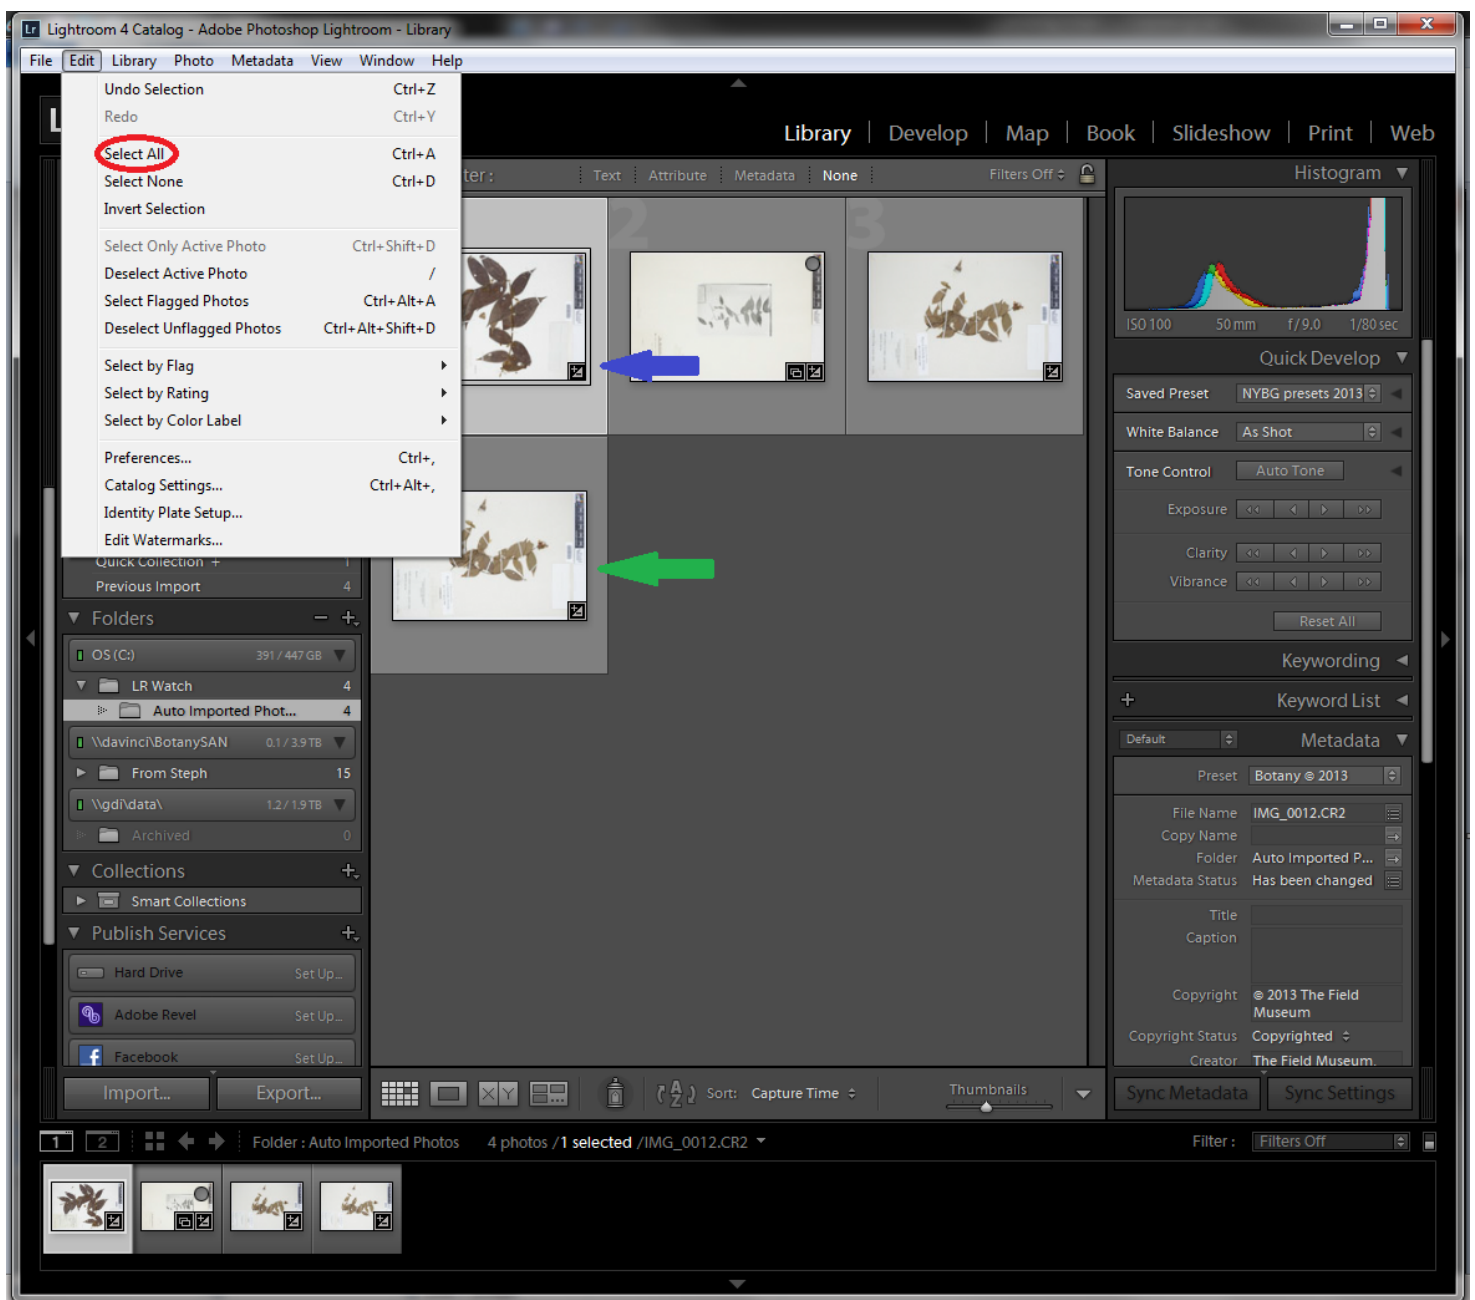 Lr Lightroom 4 Catalog - Adobe Photoshop Lightroom - Library
File Edit Library Photo Metadata View Window Help
Undo Selection Ctrl+Z
Redo Ctrl+Y
Select All Ctrl+A
Select None Ctrl+D
Invert Selection
Select Only Active Photo Ctrl+Shift+D
Deselect Active Photo /
Select Flagged Photos Ctrl+Alt+A
Deselect Unflagged Photos Ctrl+Alt+Shift+D
Select by Flag
Select by Rating
Select by Color Label
Preferences... Ctrl+,
Catalog Settings... Ctrl+Alt+,
Identity Plate Setup...
Edit Watermarks...
Library | Develop | Map | Book | Slideshow | Print | Web
ter: Text Attribute Metadata None Filters Off
2 3
Quick Collection + 1
Previous Import 4
Folders
OS (C:) 391 / 447 GB
LR Watch 4
Auto Imported Phot... 4
\\davinci\BotanySAN 0.1 / 3.9 TB
From Steph 15
\\gdi\data\ 1.2 / 1.9 TB
Archived 0
Collections
Smart Collections
Publish Services
Hard Drive Set Up...
Adobe Revel Set Up...
f Facebook Set Up...
Import... Export...
Histogram
ISO 100 50 mm f / 9.0 1/80 sec
Quick Develop
Saved Preset NYBG presets 2013
White Balance As Shot
Tone Control Auto Tone
Exposure
Clarity
Vibrance
Reset All
Keywording
Keyword List
Default Metadata
Preset Botany © 2013
File Name IMG_0012.CR2
Copy Name
Folder Auto Imported P...
Metadata Status Has been changed
Title
Caption
Copyright © 2013 The Field
Museum
Copyright Status Copyrighted
Creator The Field Museum.
Sync Metadata Sync Settings
X Y A Z Sort: Capture Time Thumbnails
1 2 Folder : Auto Imported Photos 4 photos / 1 selected / IMG_0012.CR2 Filter : Filters Off